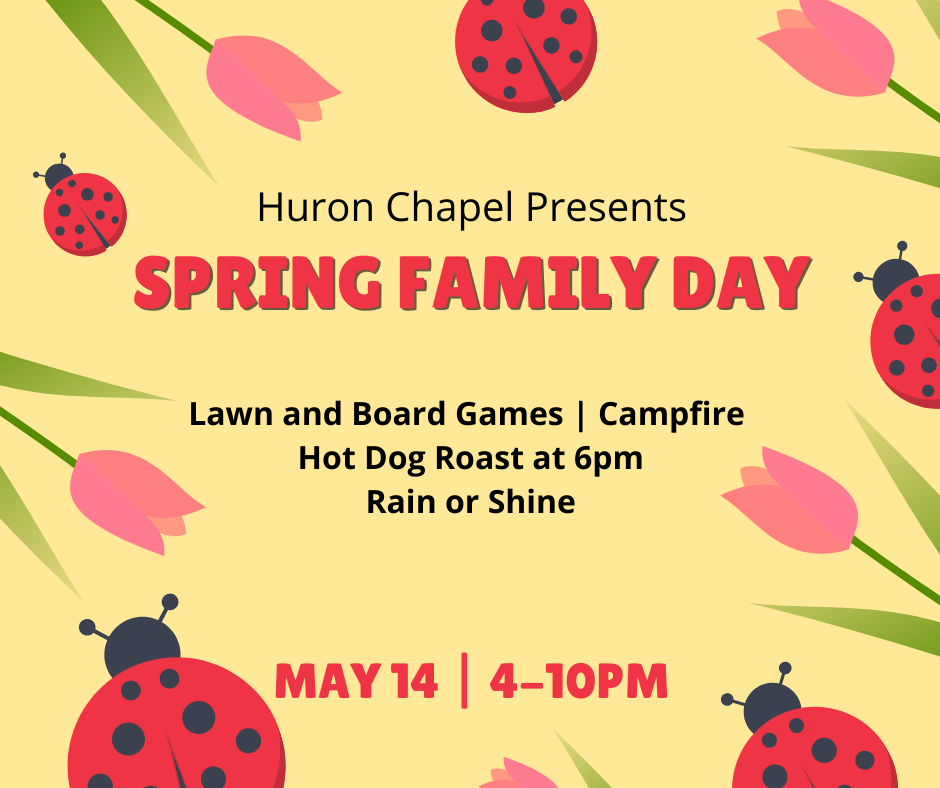 Huron Chapel Presents
SPRING FAMILY DAY
Lawn and Board Games | Campfire
Hot Dog Roast at 6pm
Rain or Shine
MAY 14 | 4-10PM